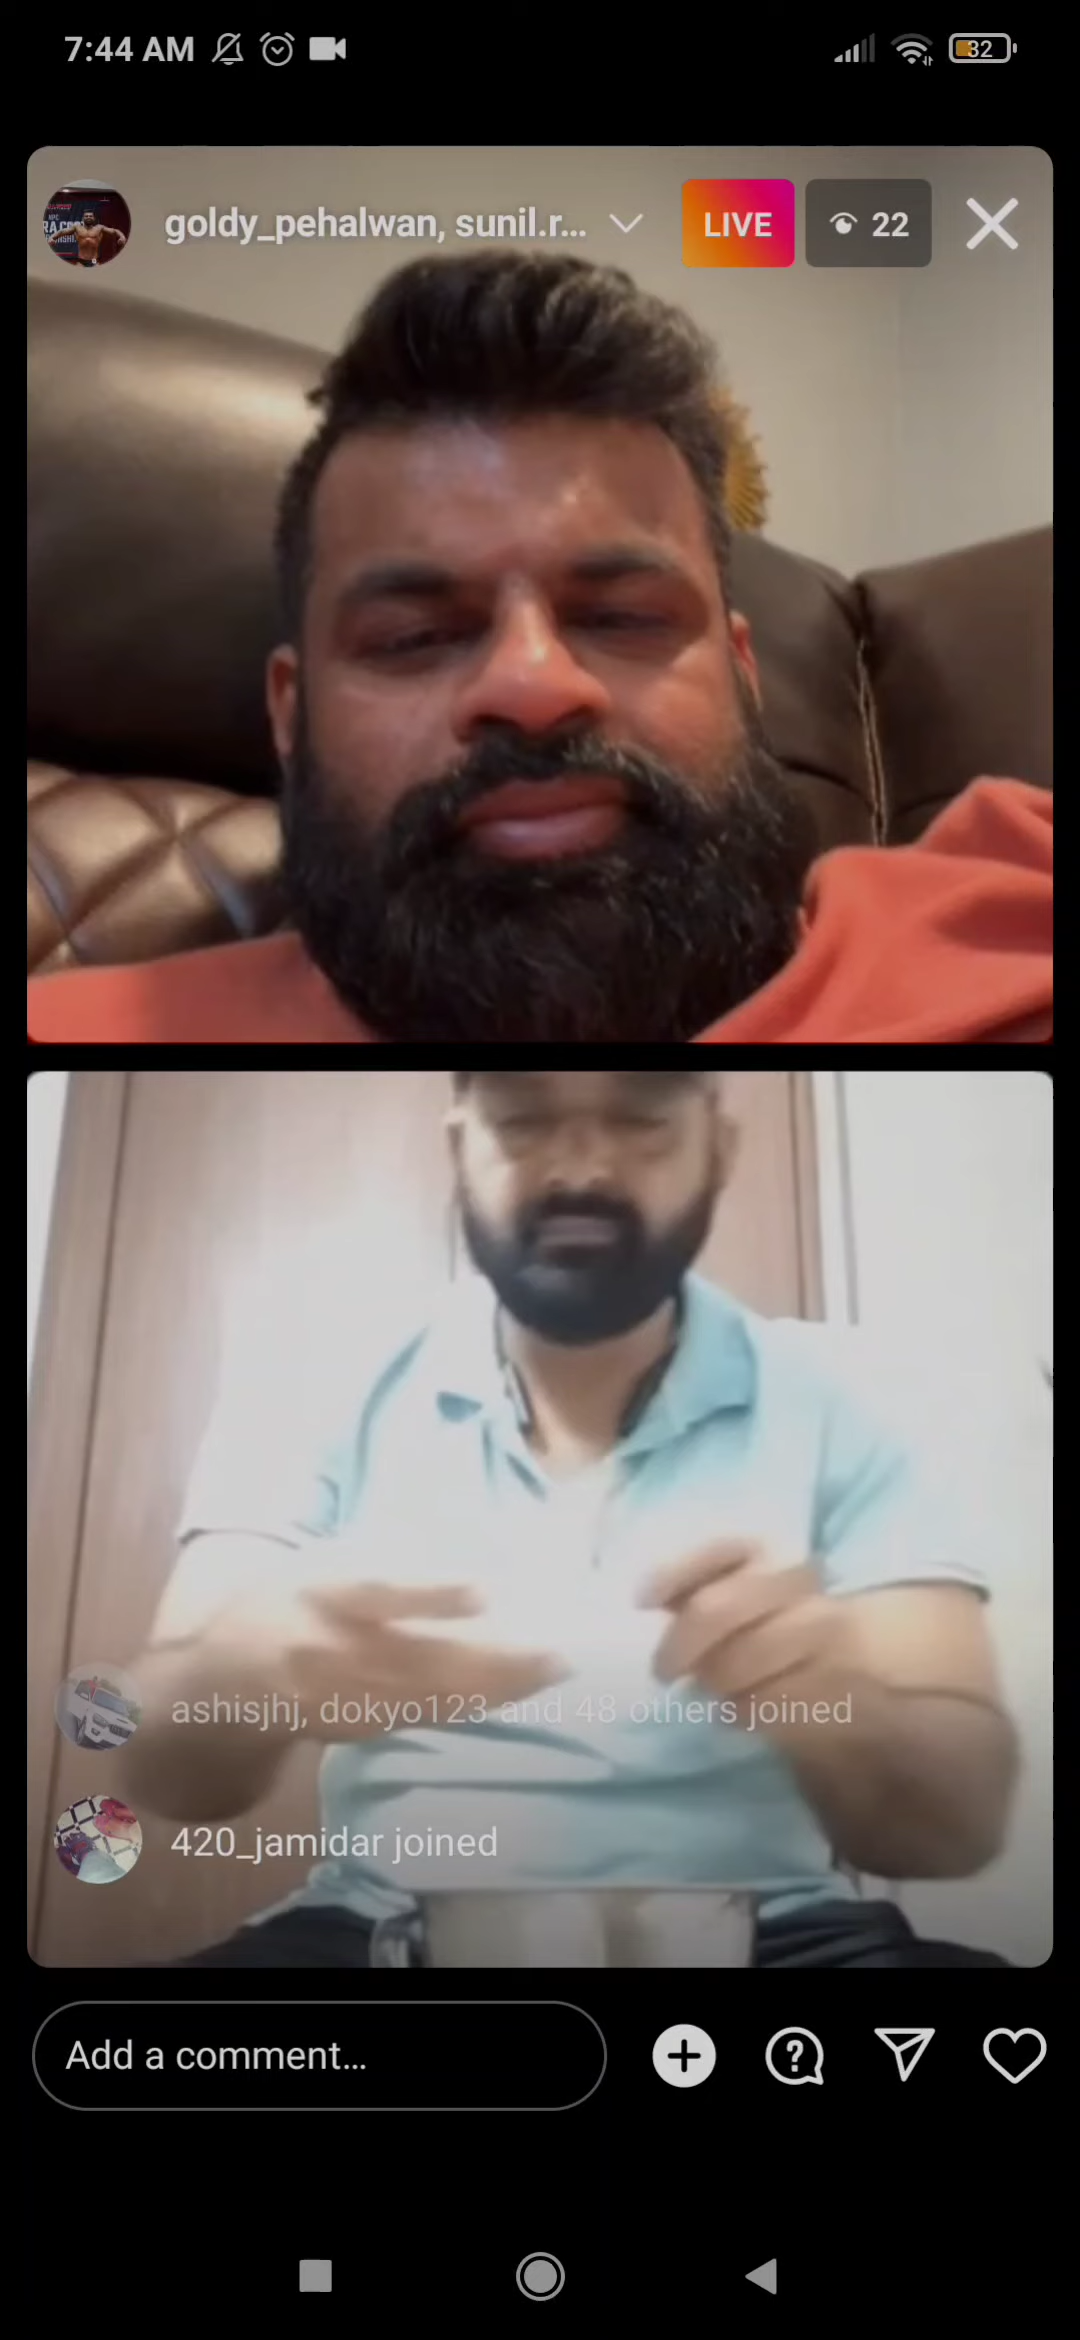 7:44 AM
32
goldy_pehalwan, sunil.r...
LIVE
22
ashisjhj, dokyo123 and 48 others joined
420_jamidar joined
Add a comment...